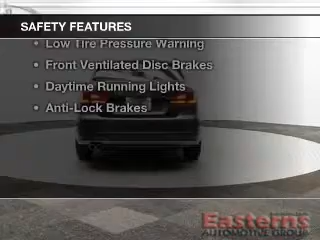 SAFETY FEATURES
• Low Tire Pressure Warning
• Front Ventilated Disc Brakes
• Daytime Running Lights
• Anti-Lock Brakes
Easterns
AUTOMOTIVE GROUP